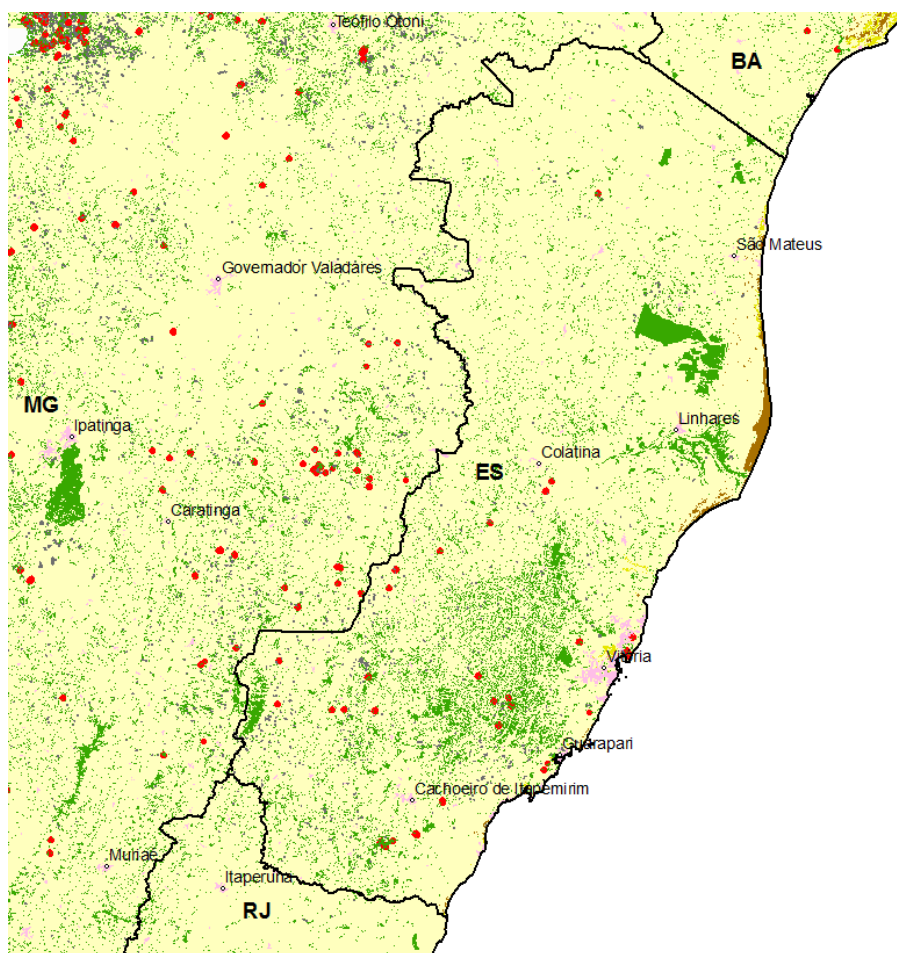 Teófilo Otoni
BA
São Mateus
Governador Valadares
MG
Ipatinga
Linhares
Colatina
ES
Caratinga
Vitória
Guarapari
Cachoeiro de Itapemirim
Muriaé
Itaperuna
RJ